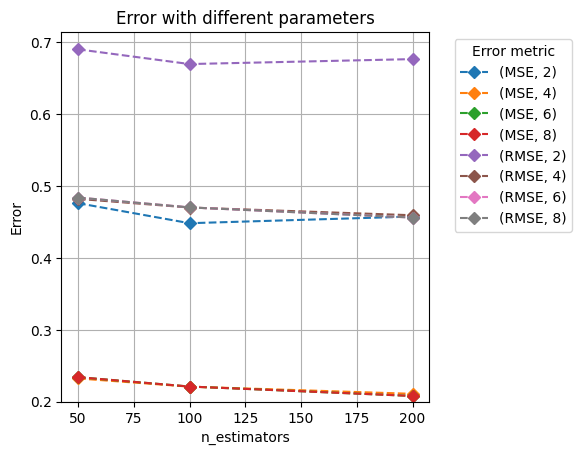 Error with different parameters
Error
0.7
0.6
0.5
0.4
0.3
0.2
50
75
100
125
150
175
200
n_estimators
Error metric
(MSE, 2)
(MSE, 4)
(MSE, 6)
(MSE, 8)
(RMSE, 2)
(RMSE, 4)
(RMSE, 6)
(RMSE, 8)